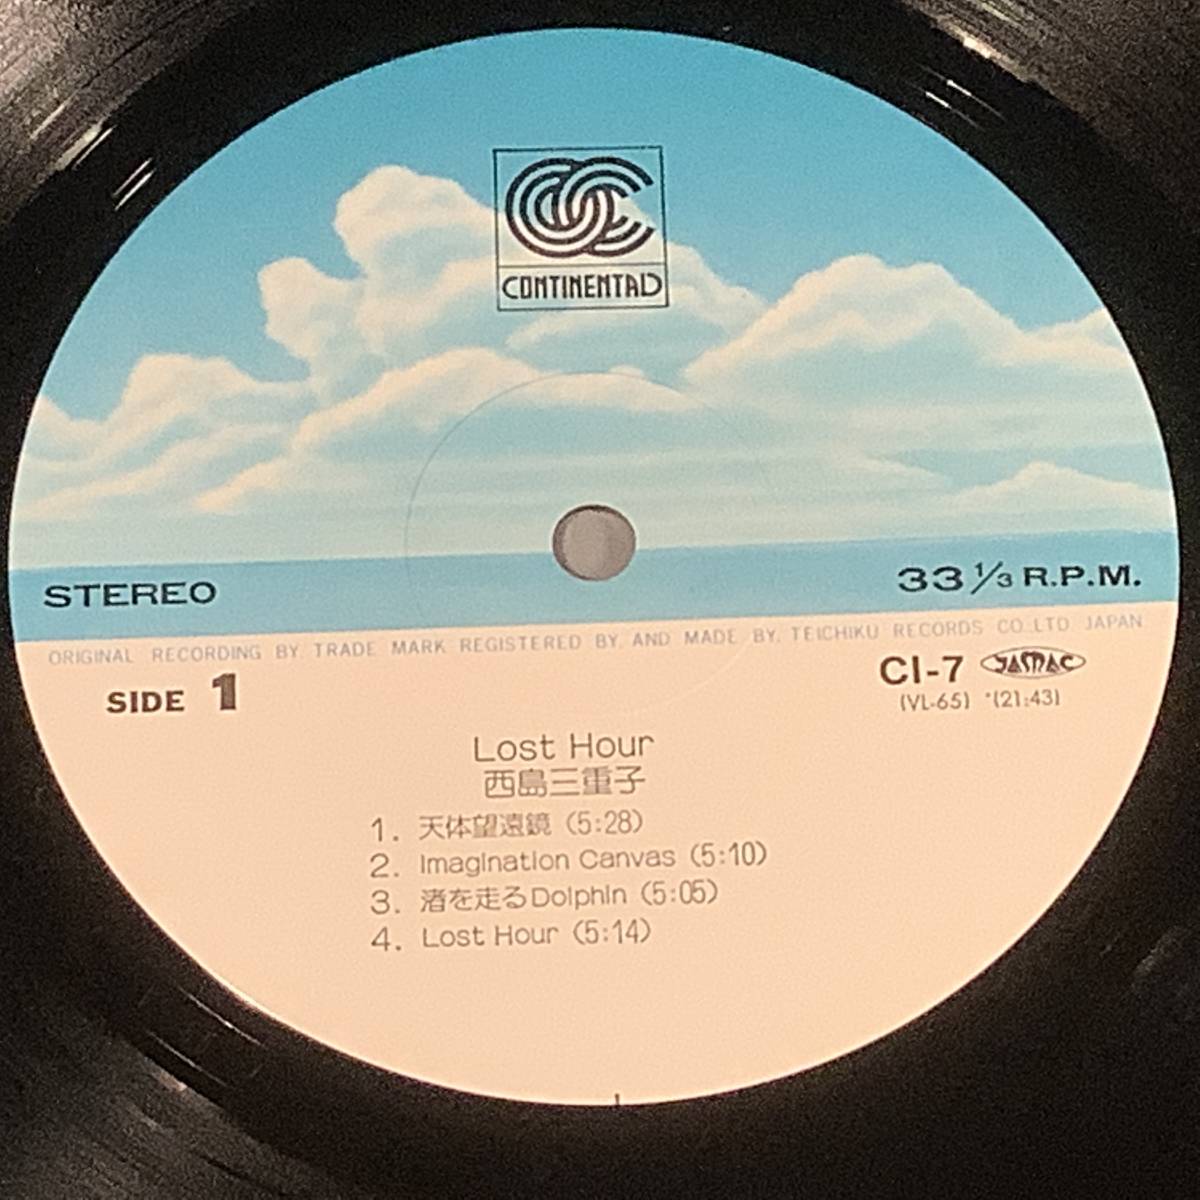 CONTINENTAL
STEREO
33 1/3 R.P.M.
ORIGINAL RECORDING BY TRADE MARK REGISTERED BY. AND MADE BY. TEICHIKU RECORDS CO.,LTD. JAPAN
SIDE 1
CI-7 JAMRAC
(VL-65) *(21:43)
Lost Hour
西島三重子
1. 天体望遠鏡 (5:28)
2. Imagination Canvas (5:10)
3. 渚を走るDolphin (5:05)
4. Lost Hour (5:14)